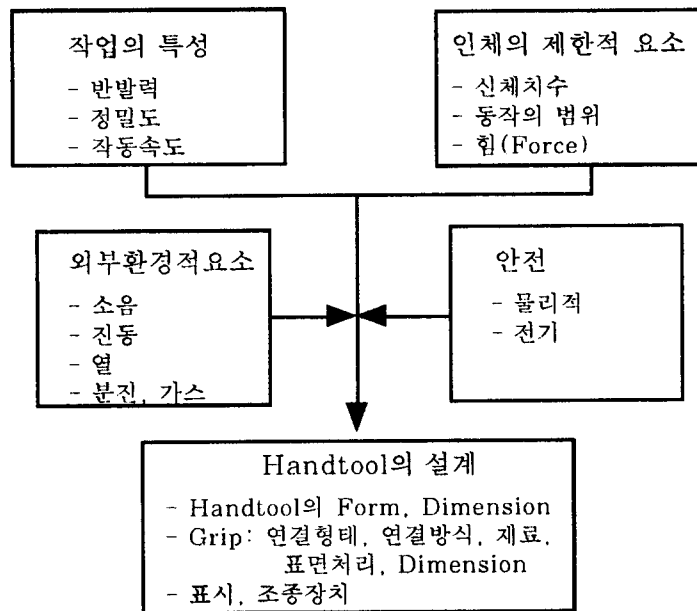 작업의 특성
- 반발력
- 정밀도
- 작동속도
인체의 제한적 요소
- 신체치수
- 동작의 범위
- 힘(Force)
외부환경적요소
- 소음
- 진동
- 열
- 분진, 가스
안전
- 물리적
- 전기
Handtool의 설계
- Handtool의 Form, Dimension
- Grip: 연결형태, 연결방식, 재료,
표면처리, Dimension
- 표시, 조종장치